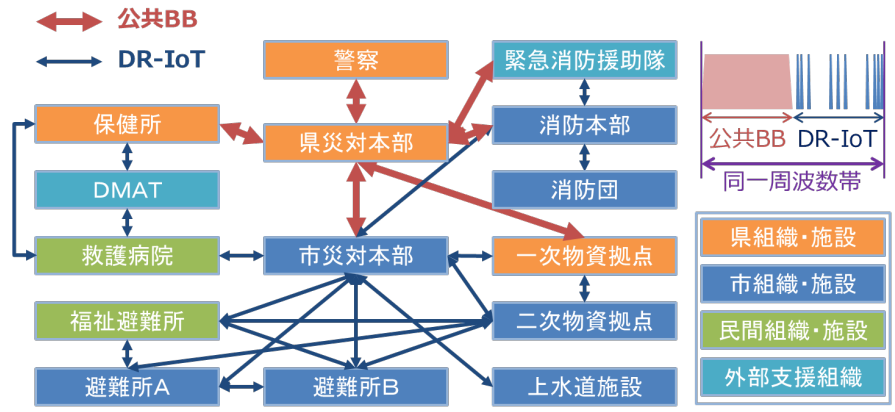 公共BB
DR-IoT
警察
緊急消防援助隊
保健所
県災対本部
消防本部
DMAT
消防団
救護病院
市災対本部
一次物資拠点
福祉避難所
二次物資拠点
避難所A
避難所B
上水道施設
公共BB
DR-IoT
同一周波数帯
県組織・施設
市組織・施設
民間組織・施設
外部支援組織